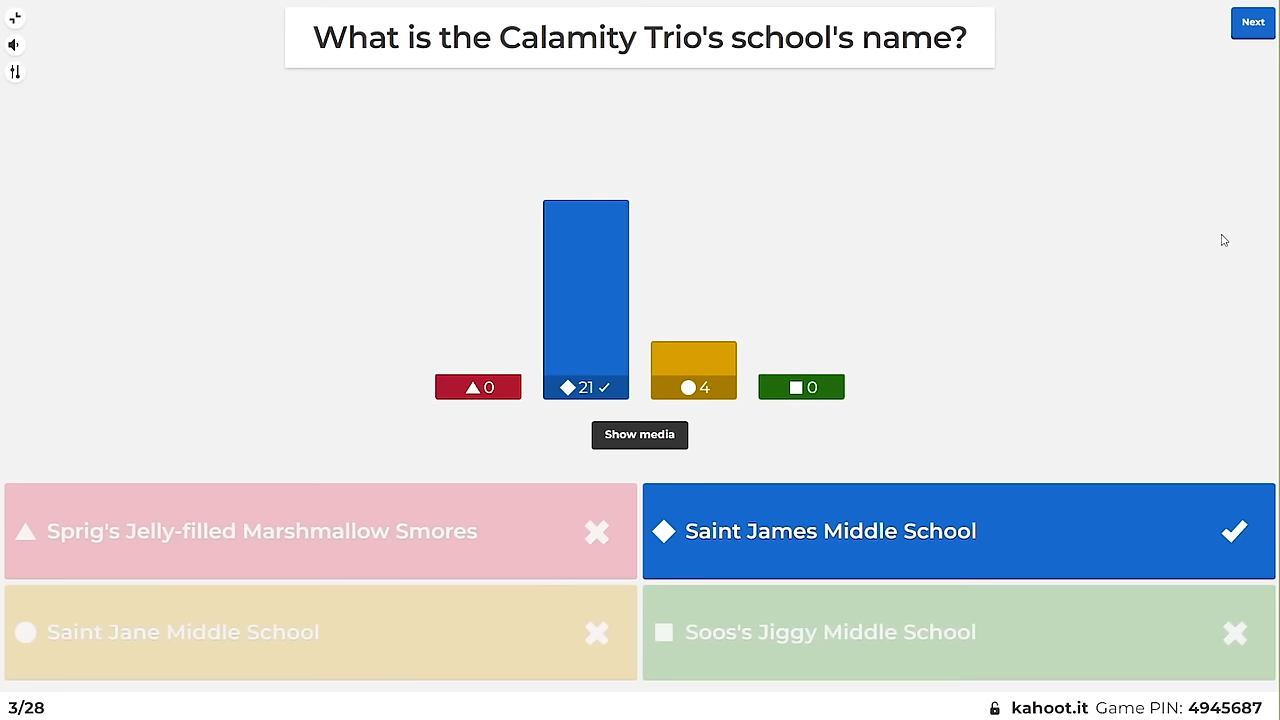 What is the Calamity Trio's school's name?
Next
0
21
4
0
Show media
Sprig's Jelly-filled Marshmallow Smores
Saint James Middle School
Saint Jane Middle School
Soos's Jiggy Middle School
3/28
kahoot.it Game PIN: 4945687